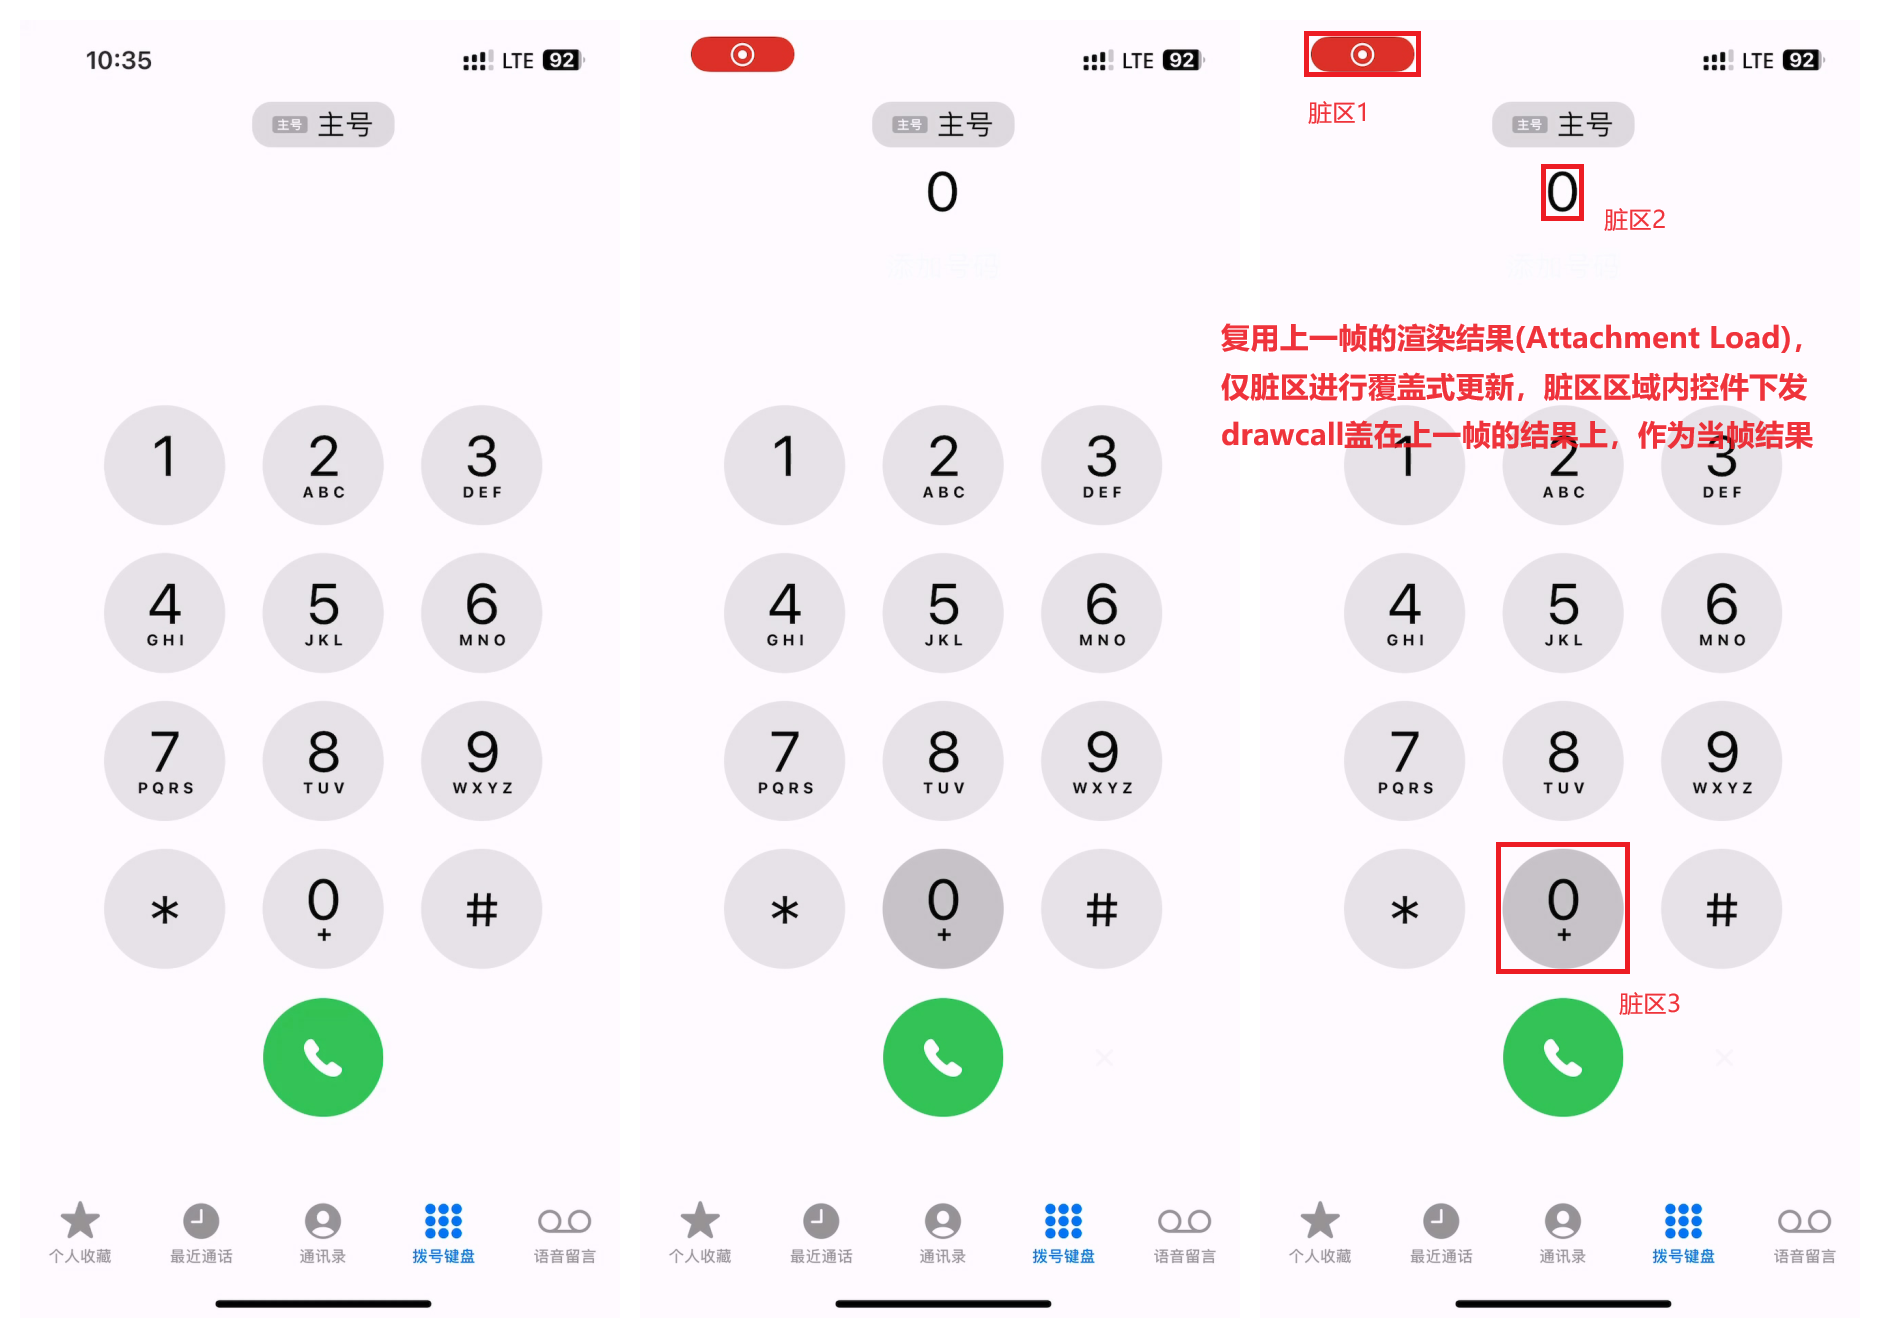 10:35
LTE 92
主号 主号
1
2
ABC
3
DEF
4
GHI
5
JKL
6
MNO
7
PQRS
8
TUV
9
WXYZ
*
0
+
#
个人收藏
最近通话
通讯录
拨号键盘
语音留言
LTE 92
主号 主号
0
添加号码
1
2
ABC
3
DEF
4
GHI
5
JKL
6
MNO
7
PQRS
8
TUV
9
WXYZ
*
0
+
#
个人收藏
最近通话
通讯录
拨号键盘
语音留言
LTE 92
脏区1
主号 主号
0
脏区2
添加号码
复用上一帧的渲染结果(Attachment Load)，
仅脏区进行覆盖式更新，脏区区域内控件下发
drawcall盖在上一帧的结果上，作为当帧结果
1
2
ABC
3
DEF
4
GHI
5
JKL
6
MNO
7
PQRS
8
TUV
9
WXYZ
*
0
+
#
脏区3
个人收藏
最近通话
通讯录
拨号键盘
语音留言